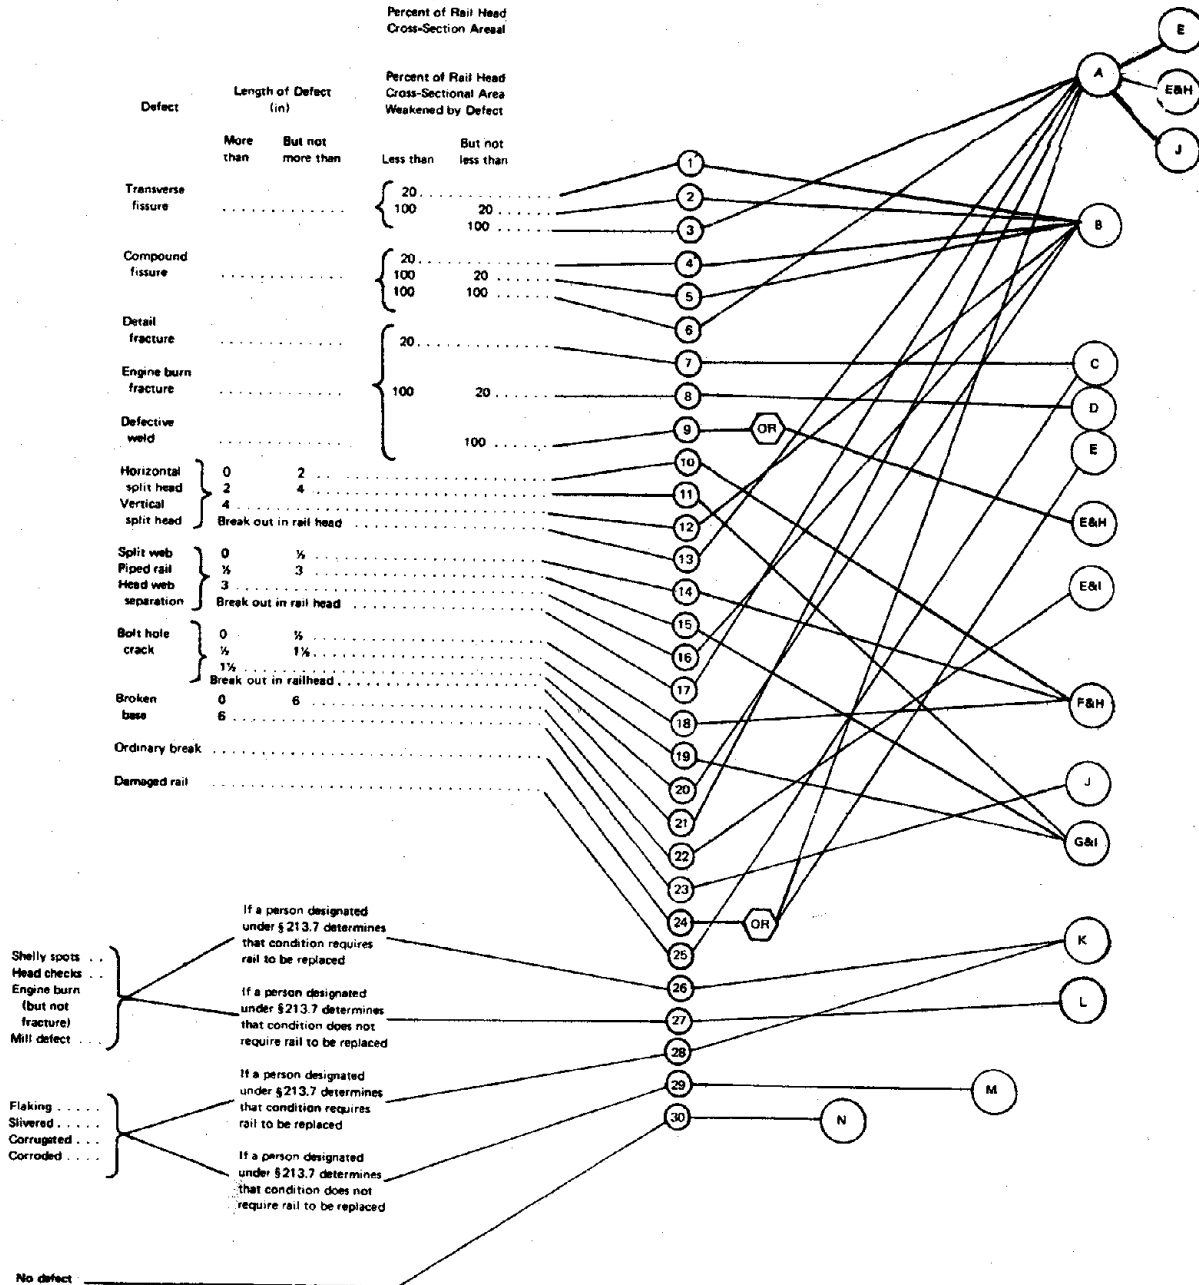 Percent of Rail Head
Cross-Section Areaal
Percent of Rail Head
Cross-Sectional Area
Weakened by Defect
Defect
Length of Defect
(in)
More
than
But not
more than
Less than
But not
less than
Transverse
fissure
20
100 20
100
Compound
fissure
20
100 20
100 100
Detail
fracture
20
Engine burn
fracture
100 20
Defective
weld
100
Horizontal
split head
Vertical
split head
0 2
2 4
4
Break out in rail head
Split web
Piped rail
Head web
separation
0 ½
½ 3
3
Break out in rail head
Bolt hole
crack
0 ½
½ 1½
1½
Break out in railhead
Broken
base
0 6
6
Ordinary break
Damaged rail
Shelly spots
Head checks
Engine burn
(but not
fracture)
Mill defect
If a person designated
under § 213.7 determines
that condition requires
rail to be replaced
If a person designated
under § 213.7 determines
that condition does not
require rail to be replaced
Flaking
Slivered
Corrugated
Corroded
If a person designated
under § 213.7 determines
that condition requires
rail to be replaced
If a person designated
under § 213.7 determines
that condition does not
require rail to be replaced
No defect
1
2
3
4
5
6
7
8
9
OR
10
11
12
13
14
15
16
17
18
19
20
21
22
23
24
OR
25
26
27
28
29
30
A
E
E&H
J
B
C
D
E
E&H
E&I
F&H
J
G&I
K
L
M
N